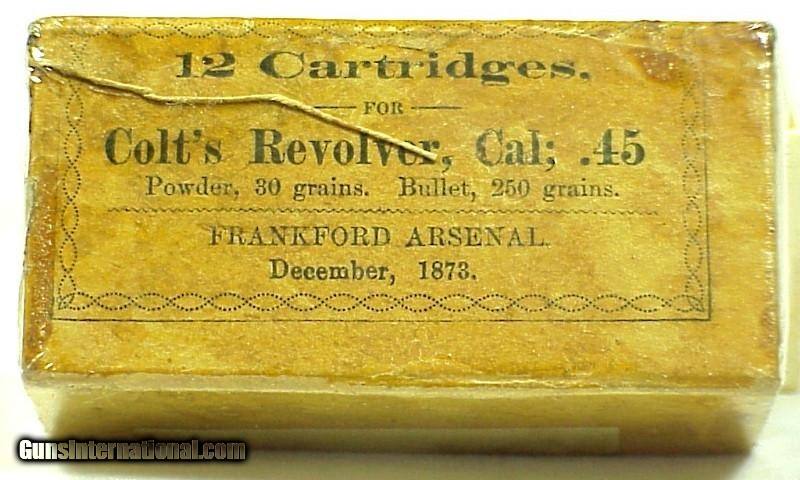 12 Cartridges,
FOR
Colt's Revolver, Cal; .45
Powder, 30 grains. Bullet, 250 grains.
FRANKFORD ARSENAL.
December, 1873.
GunsInternational.com